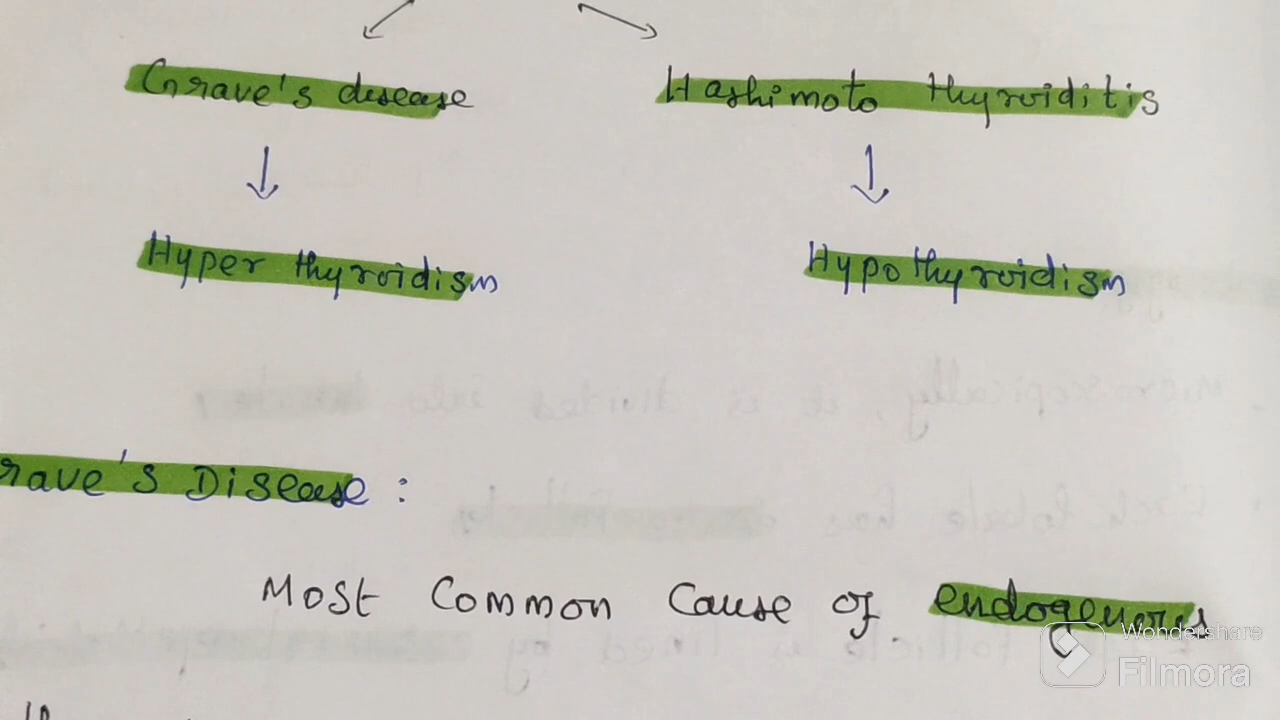 Grave's disease Hashimoto thyroiditis
Hyper thyroidism Hypothyroidism
rave's Disease :
Most common cause of endogenous
Wondershare
Filmora